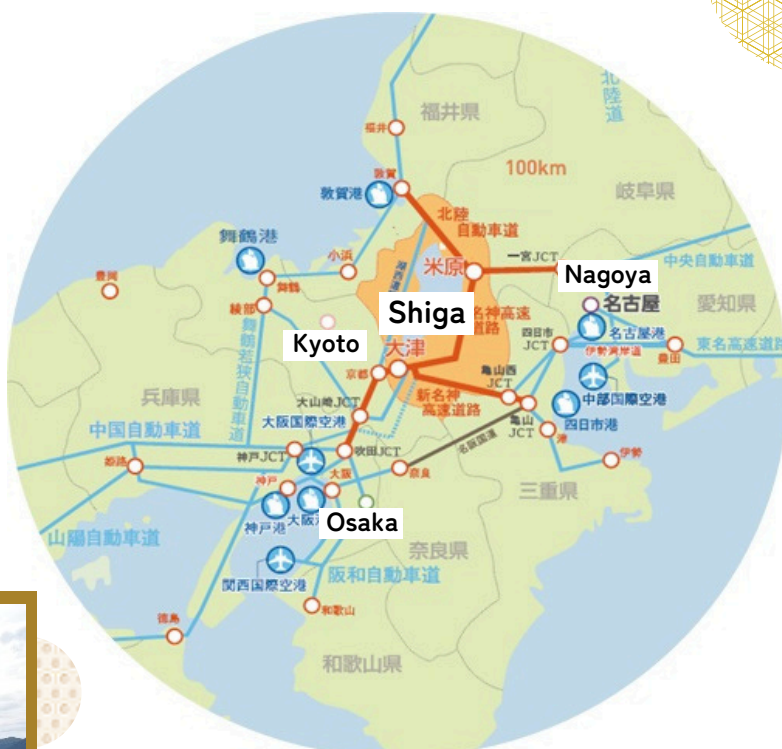 北陸道
福井県
福井
100km
岐阜県
敦賀
敦賀港
北陸
自動車道
舞鶴港
小浜
一宮JCT
中央自動車道
米原
豊岡
舞鶴
Nagoya
名古屋
愛知県
綾部
Shiga
名神高速
道路
四日市
JCT
名古屋港
伊勢湾岸道
豊田
東名高速道路
Kyoto
大津
京都
亀山西
JCT
中部国際空港
舞鶴若狭自動車道
兵庫県
大山崎JCT
新名神
高速道路
四日市港
大阪国際空港
亀山
JCT
中国自動車道
津
神戸JCT
吹田JCT
名阪国道
伊勢
姫路
大阪
奈良
神戸
三重県
神戸港
Osaka
山陽自動車道
奈良県
関西国際空港
阪和自動車道
和歌山
徳島
和歌山県